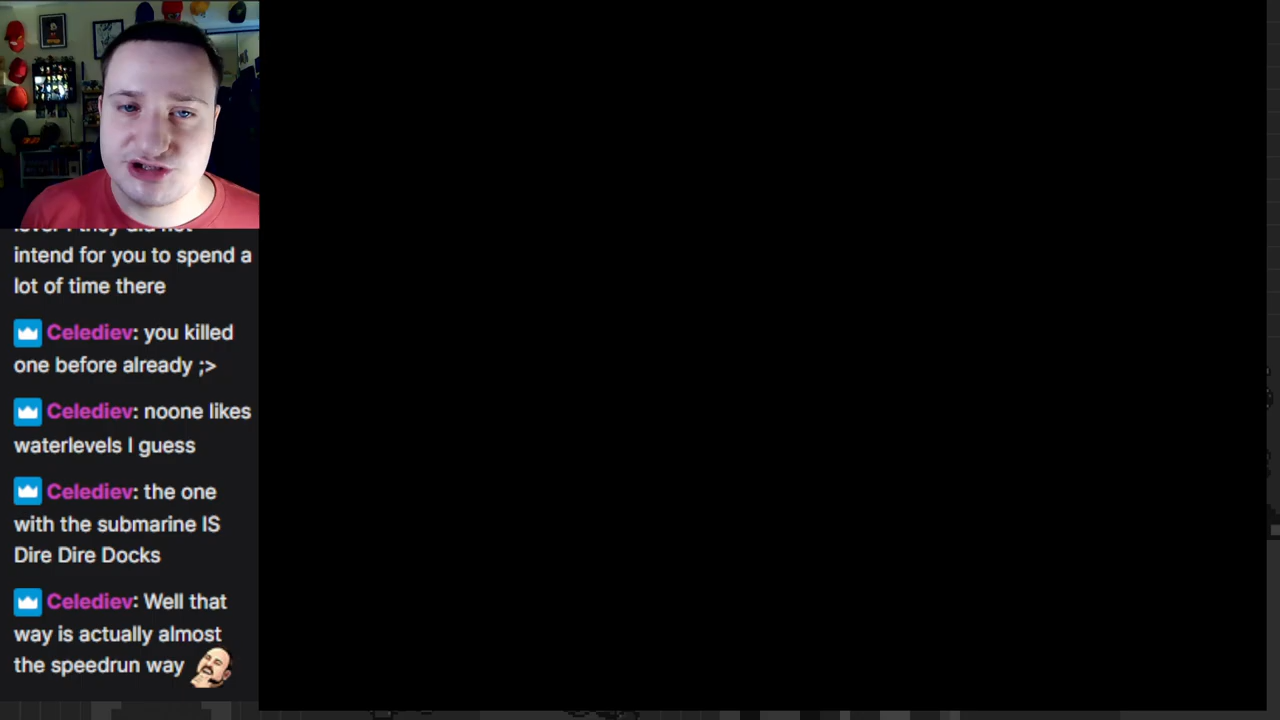 intend for you to spend a
lot of time there
Celediev: you killed
one before already ;>
Celediev: noone likes
waterlevels I guess
Celediev: the one
with the submarine IS
Dire Dire Docks
Celediev: Well that
way is actually almost
the speedrun way